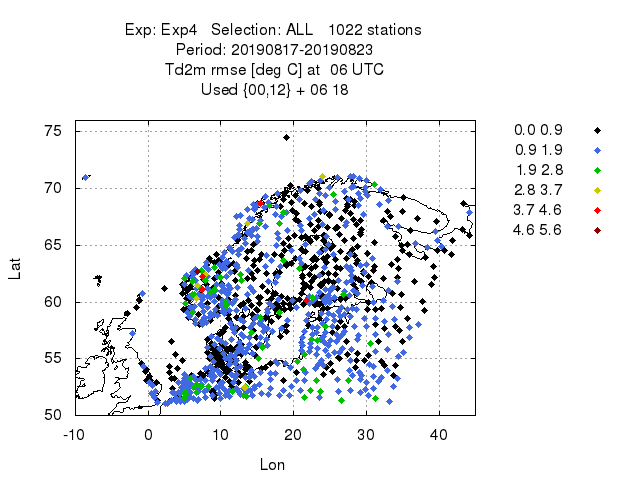 Exp: Exp4   Selection: ALL   1022 stations
Period: 20190817-20190823
Td2m rmse [deg C] at  06 UTC
Used {00,12} + 06 18
0.0 0.9
0.9 1.9
1.9 2.8
2.8 3.7
3.7 4.6
4.6 5.6
75
70
65
60
55
50
Lat
-10 0 10 20 30 40
Lon